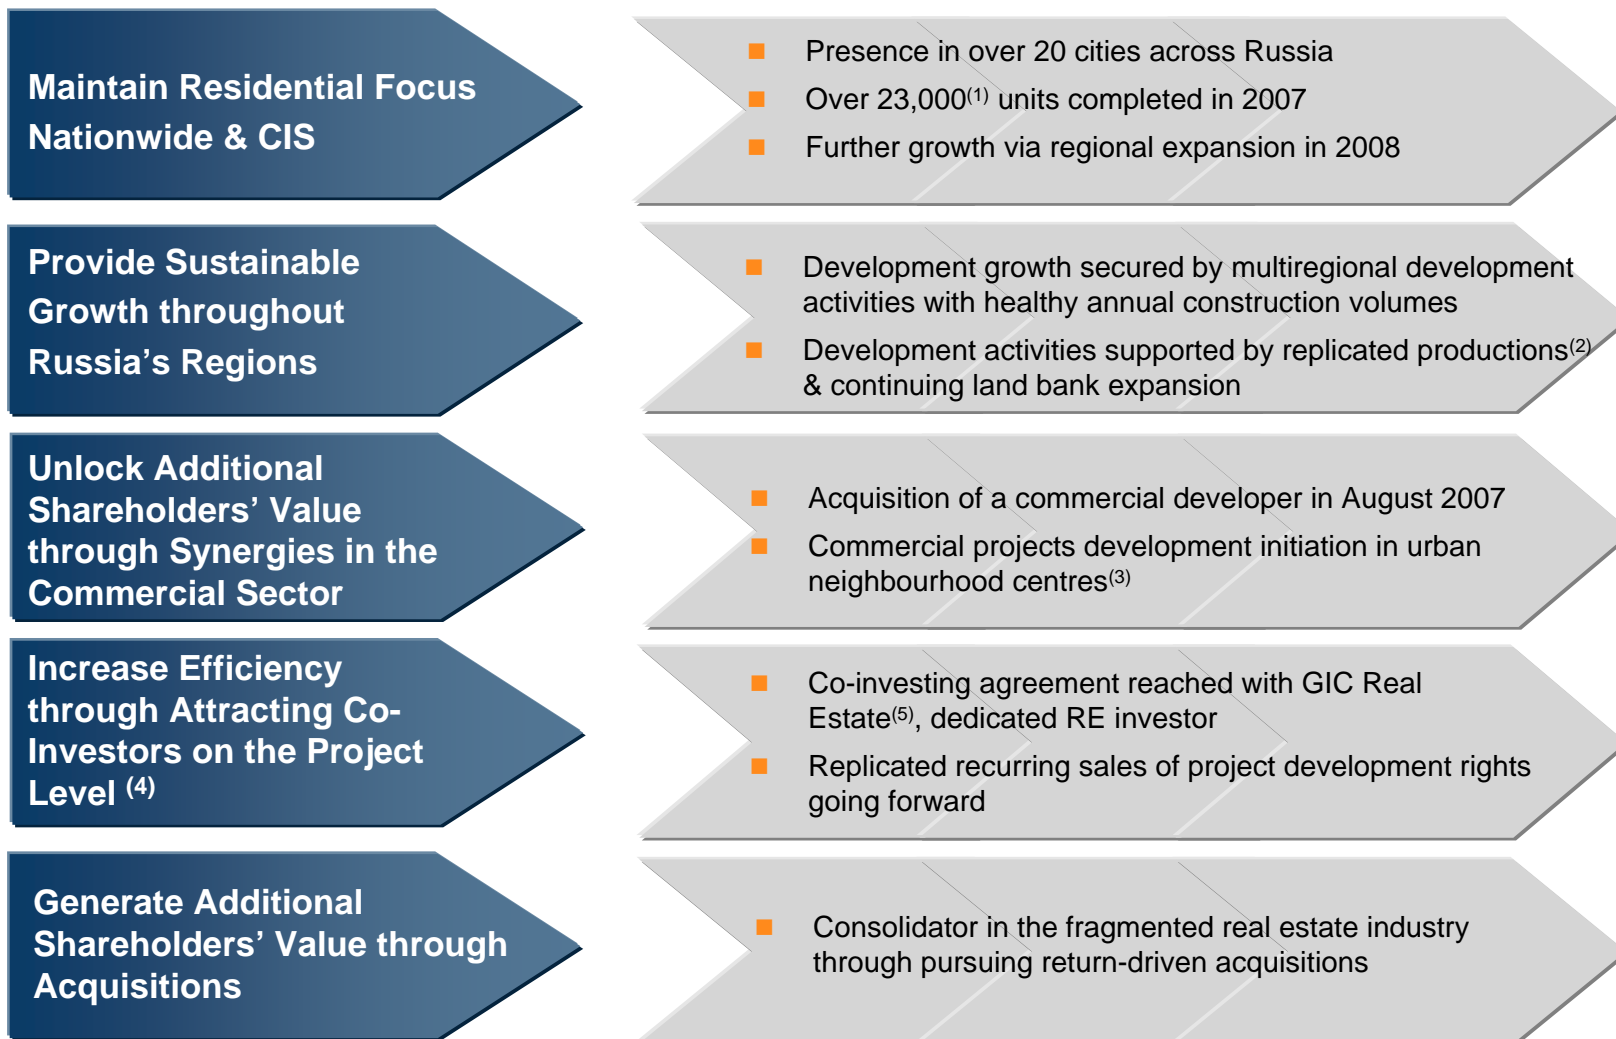 Maintain Residential Focus
Nationwide & CIS
Presence in over 20 cities across Russia
Over 23,000(1) units completed in 2007
Further growth via regional expansion in 2008
Provide Sustainable
Growth throughout
Russia’s Regions
Development growth secured by multiregional development
activities with healthy annual construction volumes
Development activities supported by replicated productions(2)
& continuing land bank expansion
Unlock Additional
Shareholders’ Value
through Synergies in the
Commercial Sector
Acquisition of a commercial developer in August 2007
Commercial projects development initiation in urban
neighbourhood centres(3)
Increase Efficiency
through Attracting Co-
Investors on the Project
Level (4)
Co-investing agreement reached with GIC Real
Estate(5), dedicated RE investor
Replicated recurring sales of project development rights
going forward
Generate Additional
Shareholders’ Value through
Acquisitions
Consolidator in the fragmented real estate industry
through pursuing return-driven acquisitions